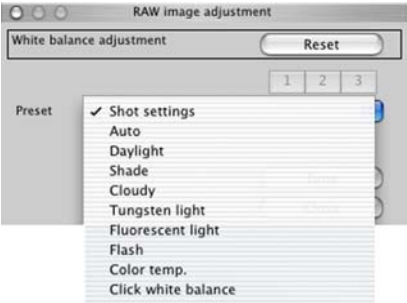 RAW image adjustment
White balance adjustment
Reset
1 2 3
Preset
✓ Shot settings
Auto
Daylight
Shade
Cloudy
Tungsten light
Fluorescent light
Flash
Color temp.
Click white balance